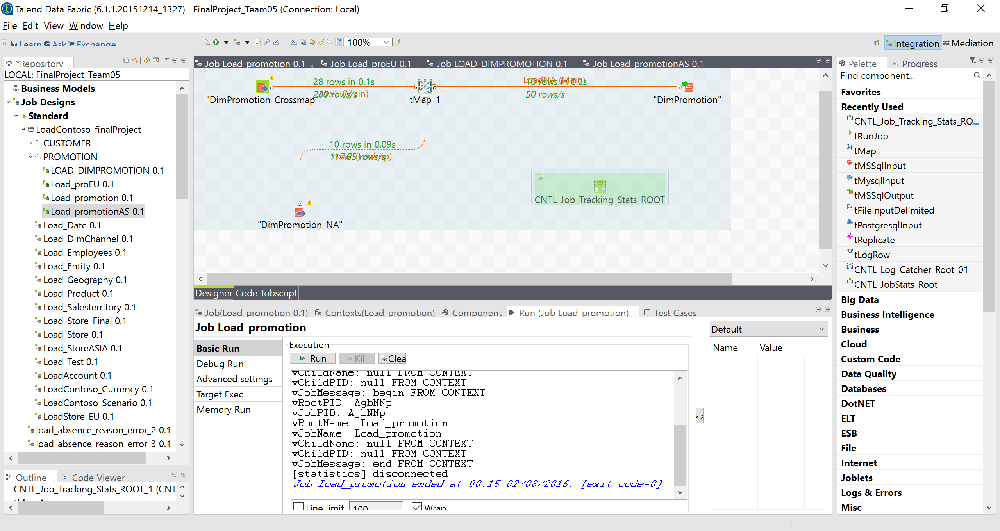 Talend Data Fabric (6.1.1.20151214_1327) | FinalProject_Team05 (Connection: Local)
File Edit View Window Help
Learn Ask Exchange
100%
Integration Mediation
*Repository
LOCAL: FinalProject_Team05
Business Models
Job Designs
Standard
LoadContoso_finalProject
CUSTOMER
PROMOTION
LOAD_DIMPROMOTION 0.1
Load_proEU 0.1
Load_promotion 0.1
Load_promotionAS 0.1
Load_Date 0.1
Load_DimChannel 0.1
Load_Employees 0.1
Load_Entity 0.1
Load_Geography 0.1
Load_Product 0.1
Load_Salesterritory 0.1
Load_Store_Final 0.1
Load_Store 0.1
Load_StoreASIA 0.1
Load_Test 0.1
LoadAccount 0.1
LoadContoso_Currency 0.1
LoadContoso_Scenario 0.1
LoadStore_EU 0.1
load_absence_reason_error_2 0.1
load_absence_reason_error_3 0.1
Outline Code Viewer
CNTL_Job_Tracking_Stats_ROOT_1 (CNT
tMap_1
Job Load_promotion 0.1 Job Load_proEU 0.1 Job LOAD_DIMPROMOTION 0.1 Job Load_promotionAS 0.1
28 rows in 0.1s
280 rows/s
row1 (Main)
LoadNA (Main)
10 rows in 0.2s
50 rows/s
"DimPromotion_Crossmap"
tMap_1
"DimPromotion"
10 rows in 0.09s
117.65 rows/s
row2 (Lookup)
CNTL_Job_Tracking_Stats_ROOT
"DimPromotion_NA"
Designer Code Jobscript
Job(Load_promotion 0.1) Contexts(Load_promotion) Component Run (Job Load_promotion) Test Cases
Job Load_promotion
Basic Run
Debug Run
Advanced settings
Target Exec
Memory Run
Execution
Run Kill Clea
vChildName: null FROM CONTEXT
vChildPID: null FROM CONTEXT
vJobMessage: begin FROM CONTEXT
vRootPID: AgbNNp
vJobPID: AgbNNp
vRootName: Load_promotion
vJobName: Load_promotion
vChildName: null FROM CONTEXT
vChildPID: null FROM CONTEXT
vJobMessage: end FROM CONTEXT
[statistics] disconnected
Job Load_promotion ended at 00:15 02/08/2016. [exit code=0]
Line limit 100 Wrap
Default
Name Value
Palette Progress
Find component...
Favorites
Recently Used
CNTL_Job_Tracking_Stats_RO...
tRunJob
tMap
tMSSqlInput
tMysqlInput
tMSSqlOutput
tFileInputDelimited
tPostgresqlInput
tReplicate
tLogRow
CNTL_Log_Catcher_Root_01
CNTL_JobStats_Root
Big Data
Business Intelligence
Business
Cloud
Custom Code
Data Quality
Databases
DotNET
ELT
ESB
File
Internet
Joblets
Logs & Errors
Misc